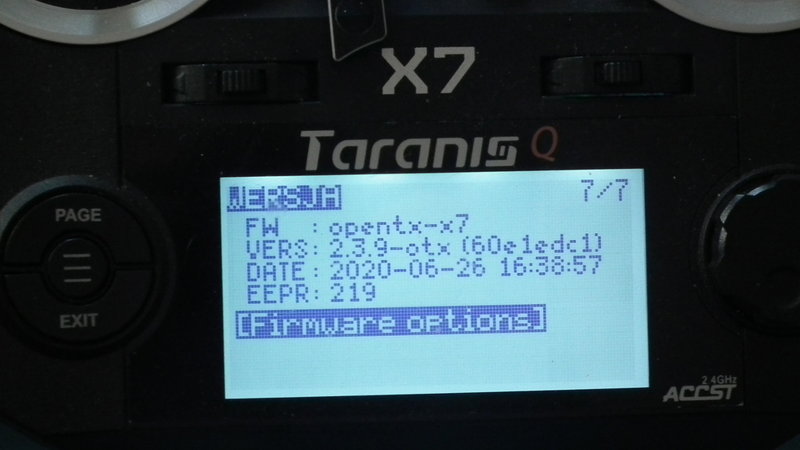 X7
Taranis Q
WERSJA 7/7
FW : opentx-x7
VERS: 2.3.9-otx (60e1edc1)
DATE: 2020-06-26 16:38:57
EEPR: 219
[Firmware options]
PAGE
EXIT
2.4GHz
ACCST